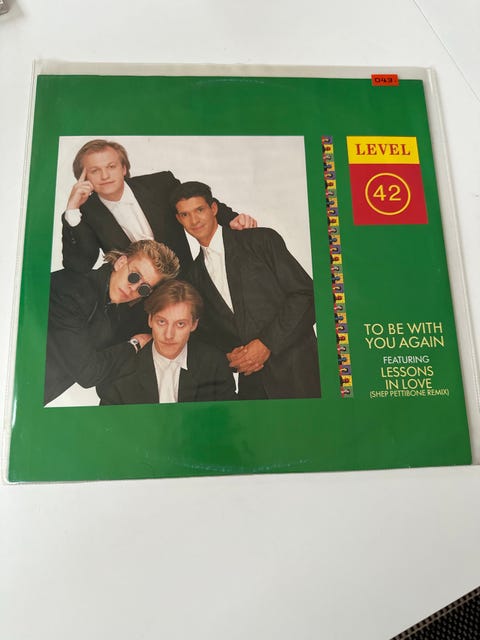 043
LEVEL
42
TO BE WITH
YOU AGAIN
FEATURING
LESSONS
IN LOVE
(SHEP PETTIBONE REMIX)